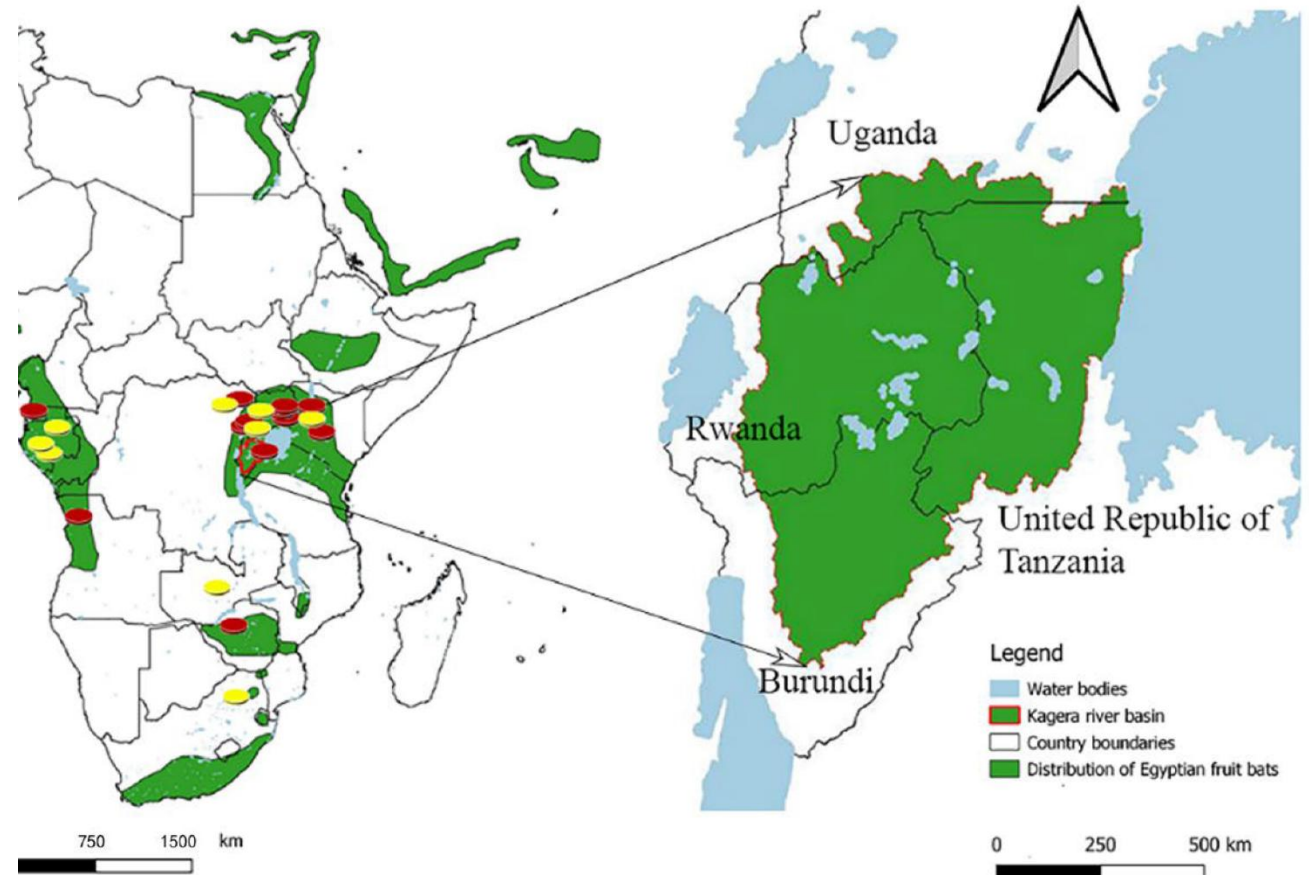 Uganda
Rwanda
United Republic of
Tanzania
Burundi
Legend
Water bodies
Kagera river basin
Country boundaries
Distribution of Egyptian fruit bats
750 1500 km
0 250 500 km